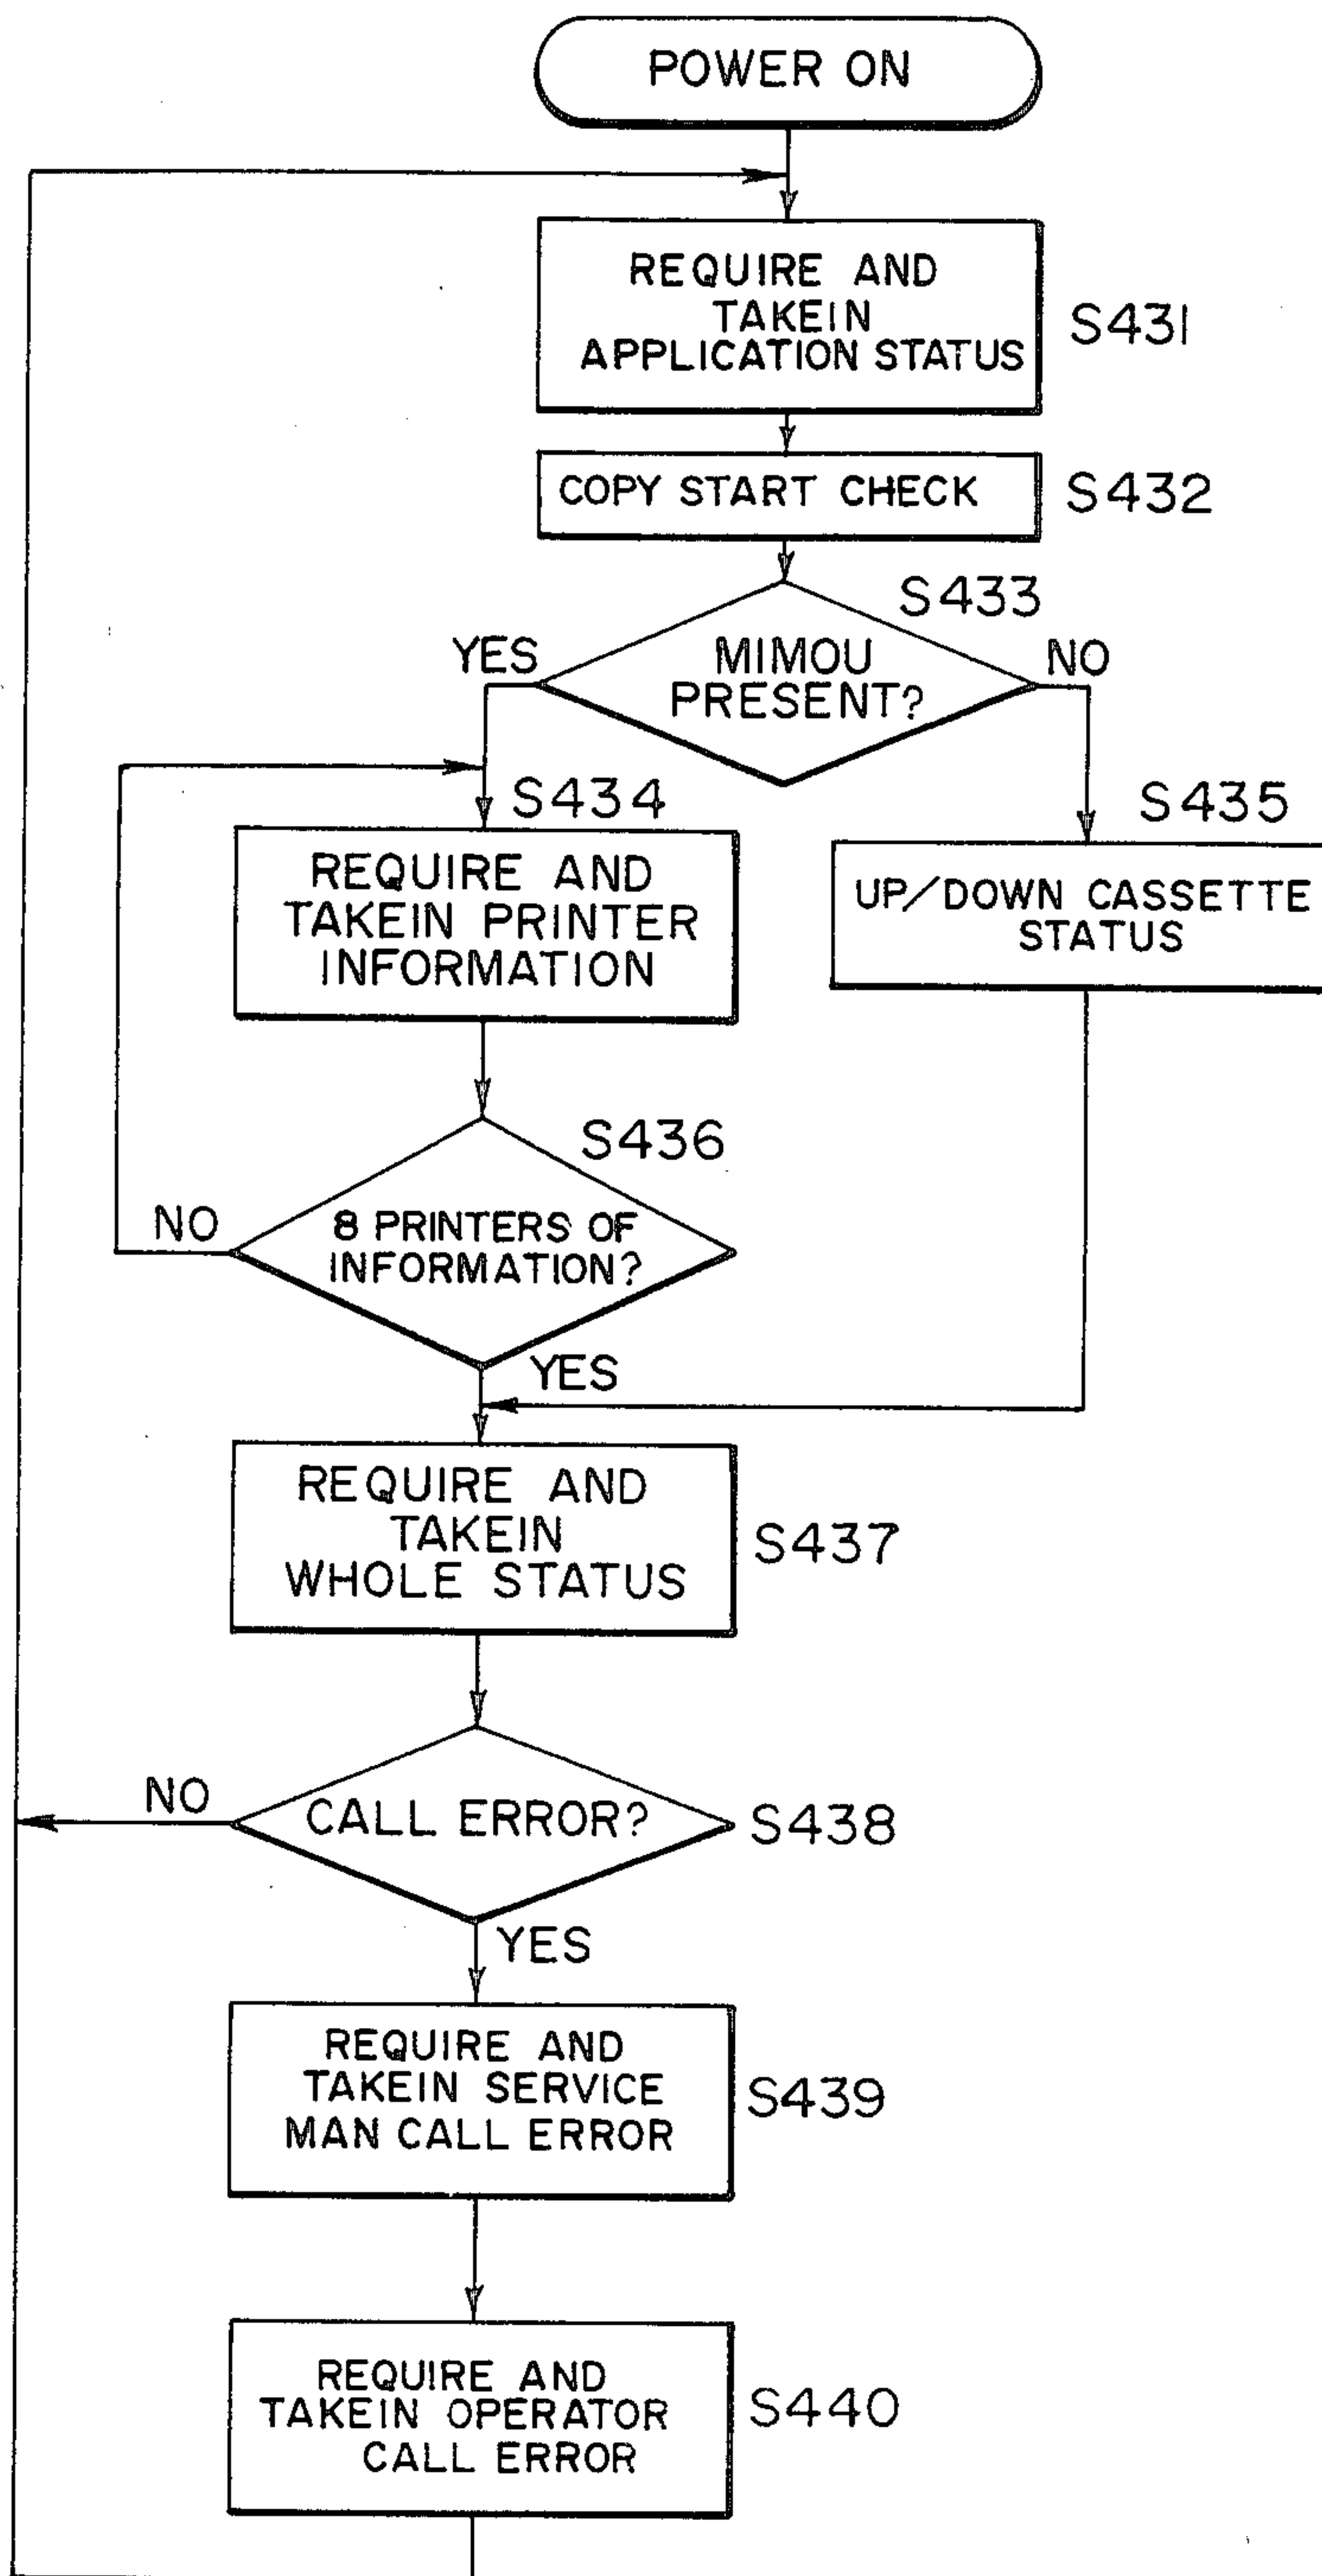 POWER ON
REQUIRE AND
TAKEIN
APPLICATION STATUS
S431
COPY START CHECK
S432
S433
YES
MIMOU
PRESENT?
NO
S434
REQUIRE AND
TAKEIN PRINTER
INFORMATION
S435
UP/DOWN CASSETTE
STATUS
S436
NO
8 PRINTERS OF
INFORMATION?
YES
REQUIRE AND
TAKEIN
WHOLE STATUS
S437
NO
CALL ERROR?
S438
YES
REQUIRE AND
TAKEIN SERVICE
MAN CALL ERROR
S439
REQUIRE AND
TAKEIN OPERATOR
CALL ERROR
S440